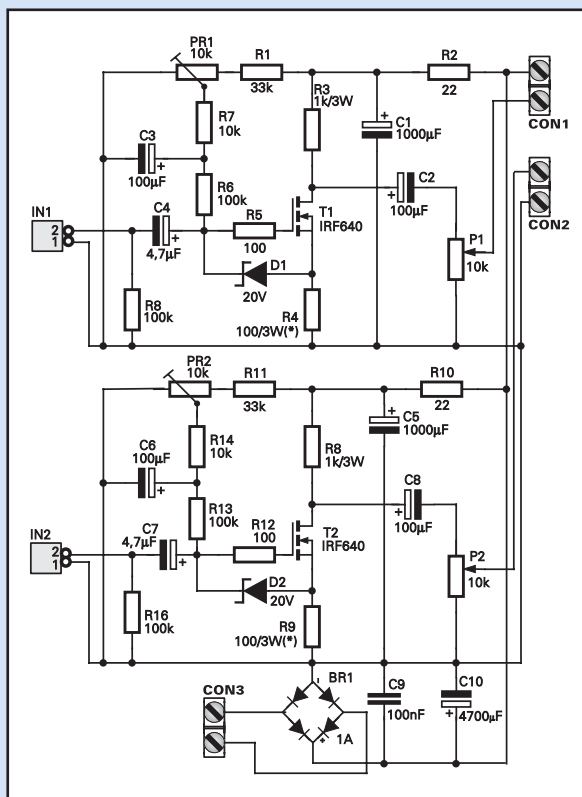 PR1
10k
R1
33k
R2
22
R3
1k/3W
R7
10k
C1
1000µF
CON1
C3
100µF
R6
100k
C2
100µF
CON2
C4
4,7µF
R5
100
T1
IRF640
IN1
2
1
P1
10k
D1
20V
R8
100k
R4
100/3W(*)
PR2
10k
R11
33k
R10
22
C5
1000µF
R14
10k
R8
1k/3W
C6
100µF
C8
100µF
R13
100k
IN2
2
1
C7
4,7µF
R12
100
T2
IRF640
P2
10k
D2
20V
R16
100k
R9
100/3W(*)
CON3
BR1
1A
C9
100nF
C10
4700µF